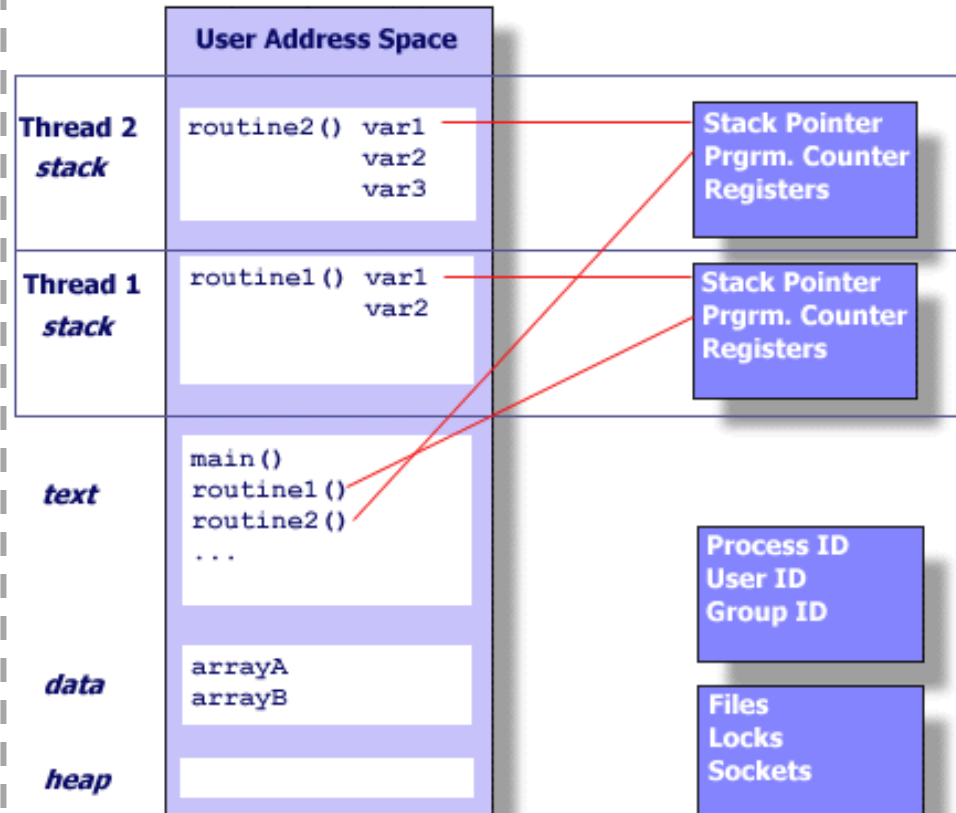 User Address Space
Thread 2
stack
routine2() var1
var2
var3
Stack Pointer
Prgrm. Counter
Registers
Thread 1
stack
routine1() var1
var2
Stack Pointer
Prgrm. Counter
Registers
text
main()
routine1()
routine2()
...
Process ID
User ID
Group ID
data
arrayA
arrayB
Files
Locks
Sockets
heap